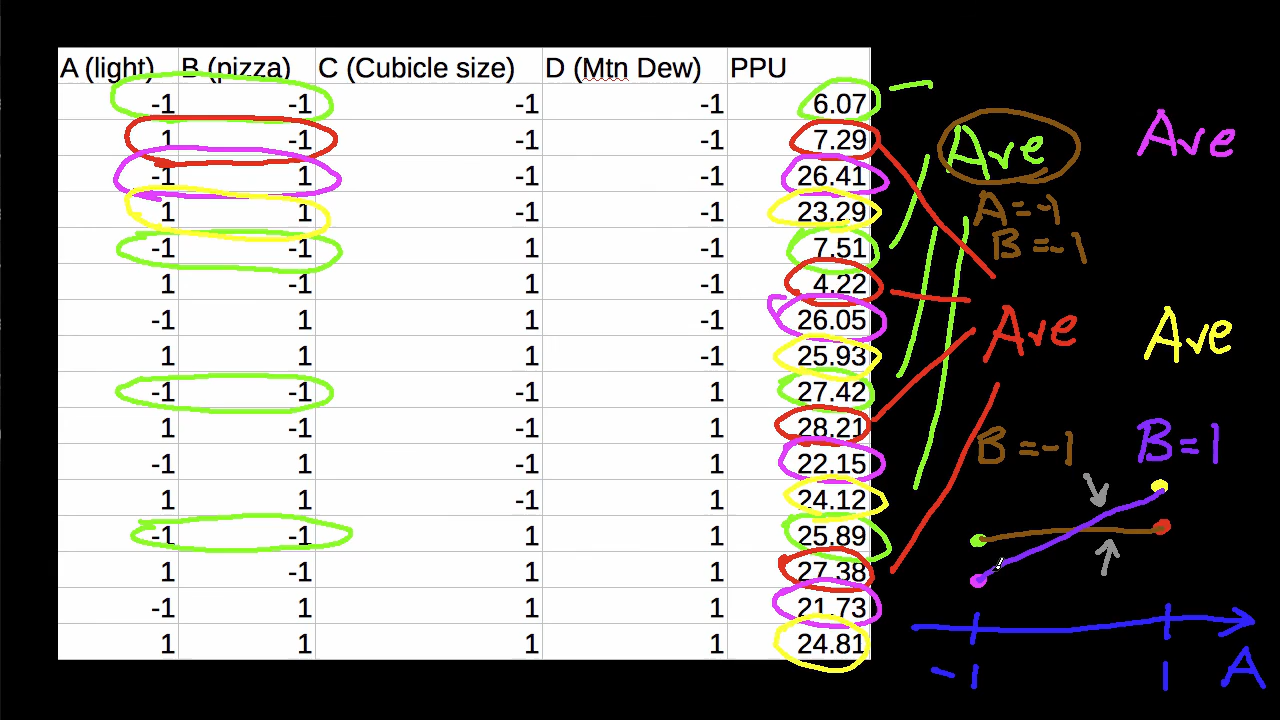 A (light) B (pizza) C (Cubicle size) D (Mtn Dew) PPU
-1 -1 -1 -1 6.07
1 -1 -1 -1 7.29
-1 1 -1 -1 26.41
1 1 -1 -1 23.29
-1 -1 1 -1 7.51
1 -1 1 -1 4.22
-1 1 1 -1 26.05
1 1 1 -1 25.93
-1 -1 -1 1 27.42
1 -1 -1 1 28.21
-1 1 -1 1 22.15
1 1 -1 1 24.12
-1 -1 1 1 25.89
1 -1 1 1 27.38
-1 1 1 1 21.73
1 1 1 1 24.81
Ave Ave
A=-1
B=-1
Ave Ave
B=-1 B=1
-1 1 A